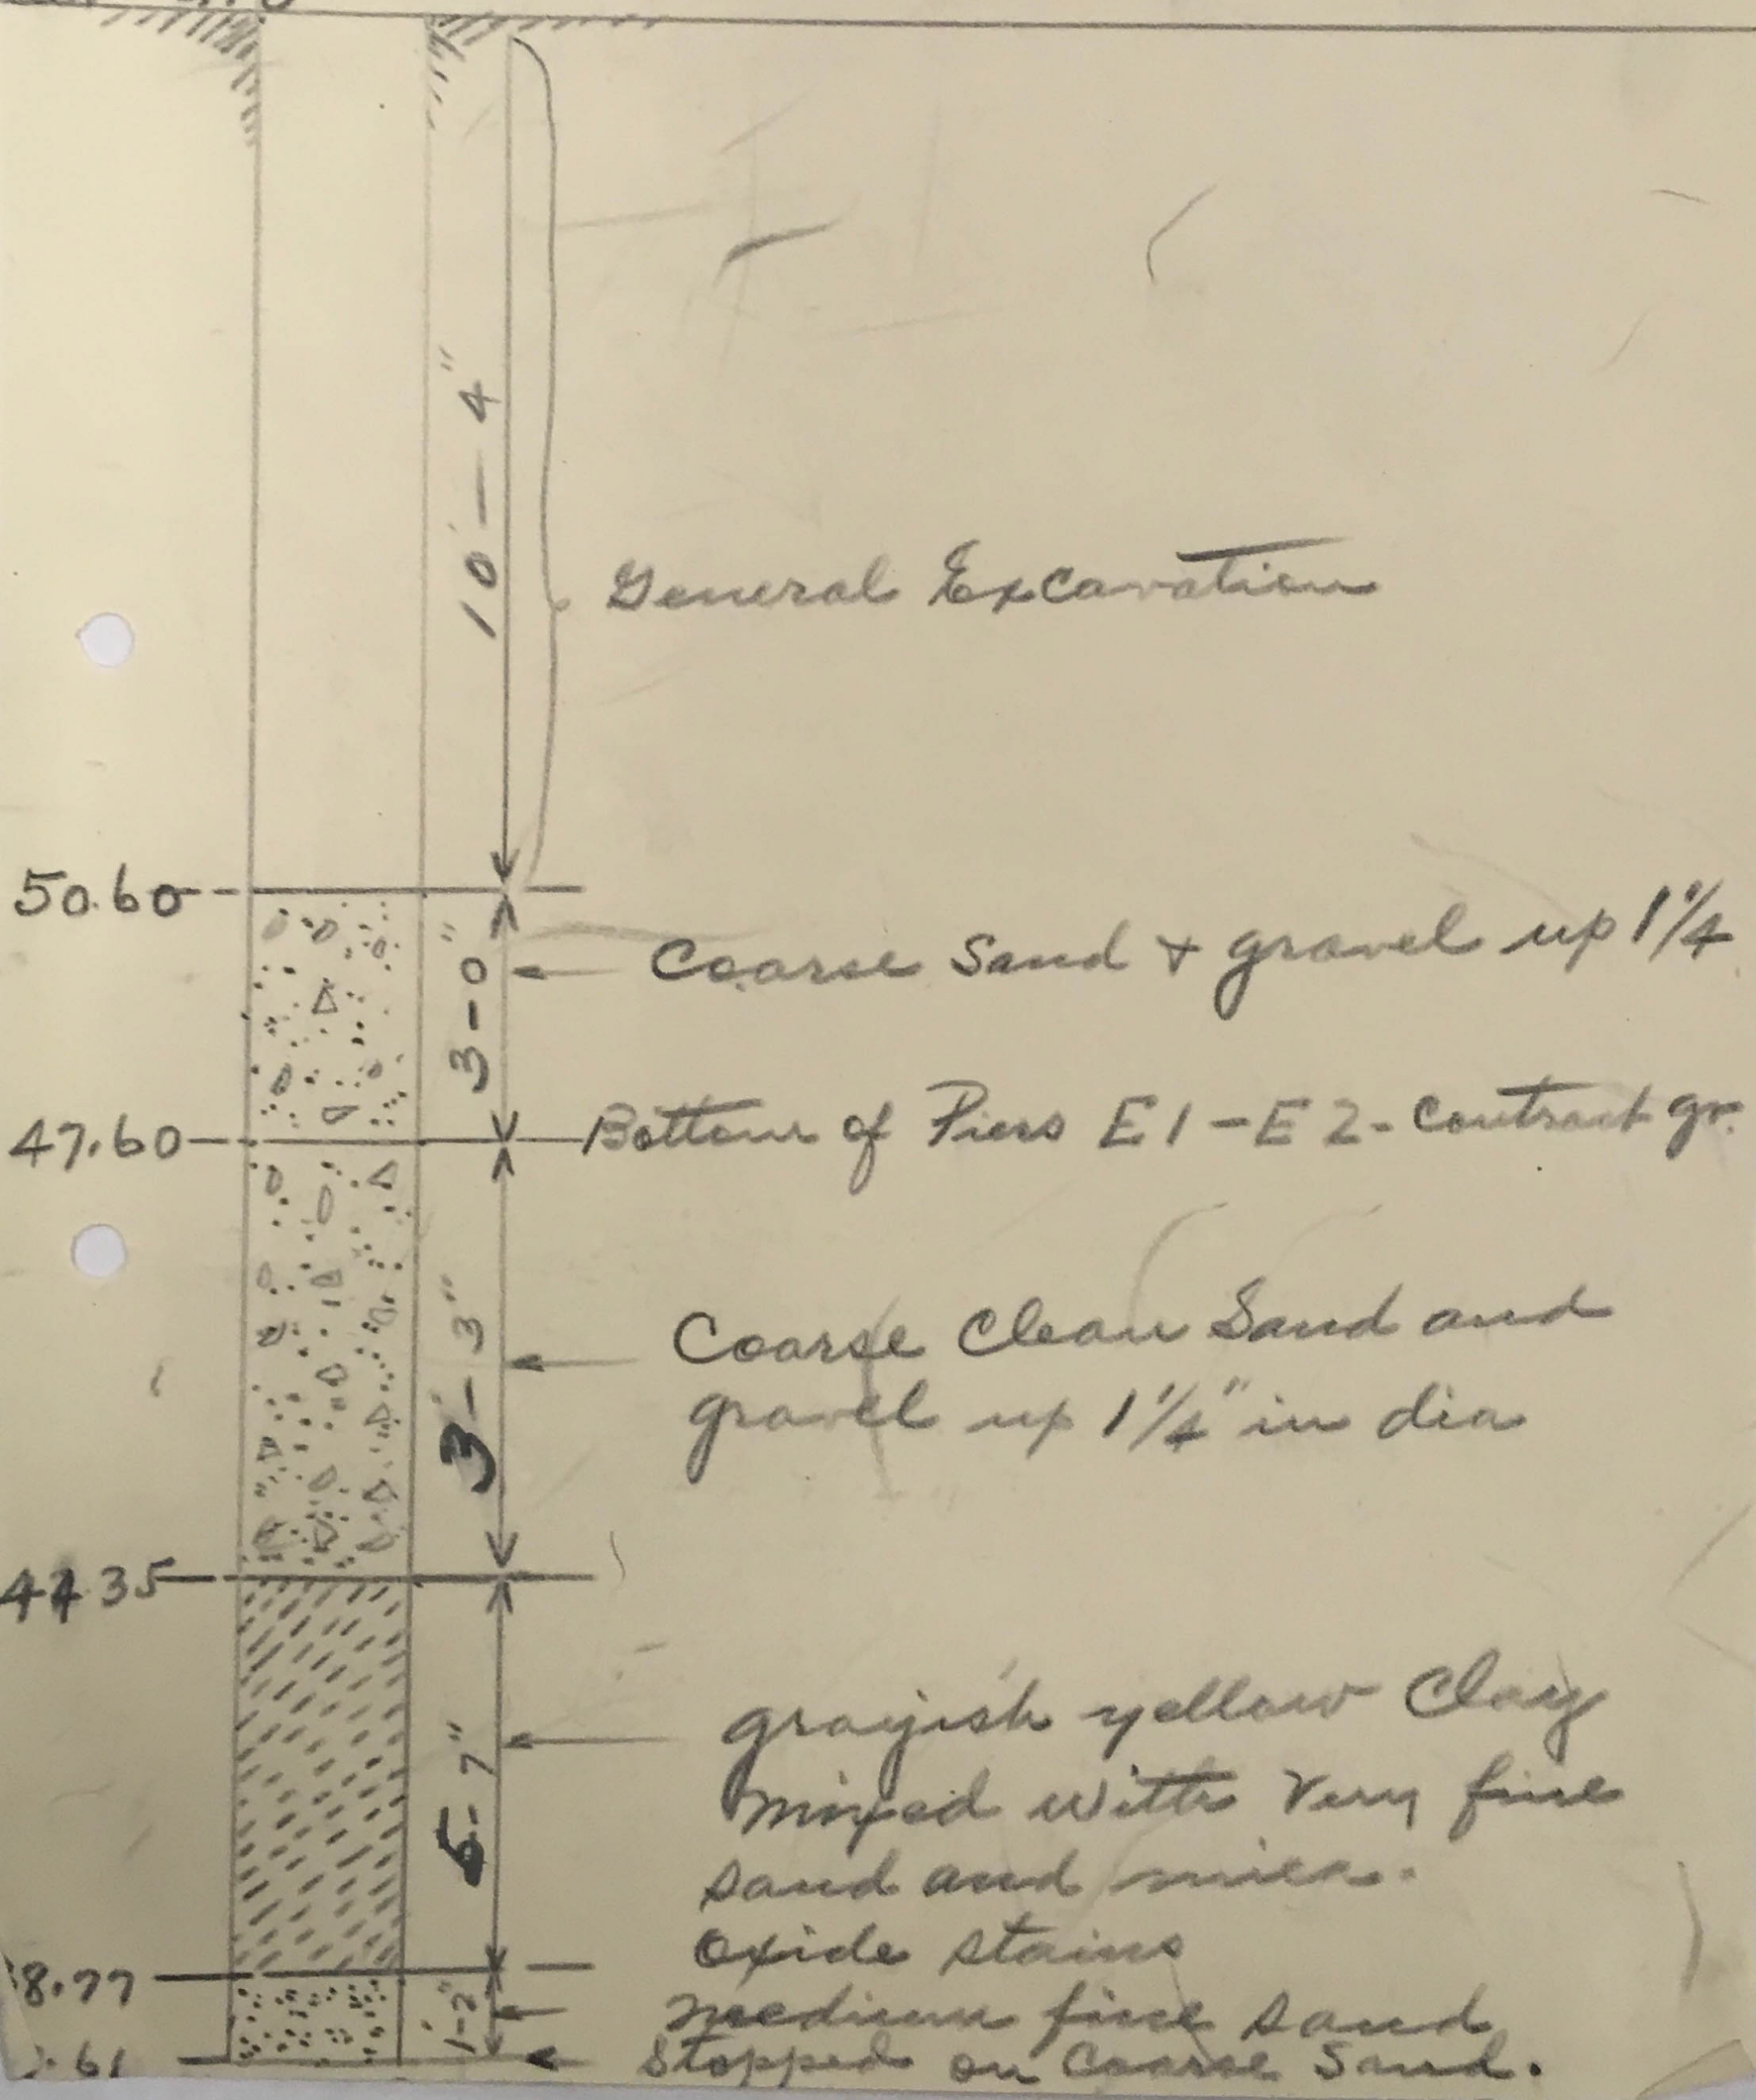 10'-4"
General Excavation
50.60
3-0"
Coarse Sand + gravel up 1 1/4
47.60
Bottom of Piers E1-E2- Contract gr.
3'-3"
Coarse Clean Sand and
gravel up 1 1/4" in dia
44.35
5-7"
grayish yellow Clay
Mixed with Very fine
sand and mica.
Oxide stains
8.77
1-2"
Medium fine sand
.61
Stopped on Coarse Sand.